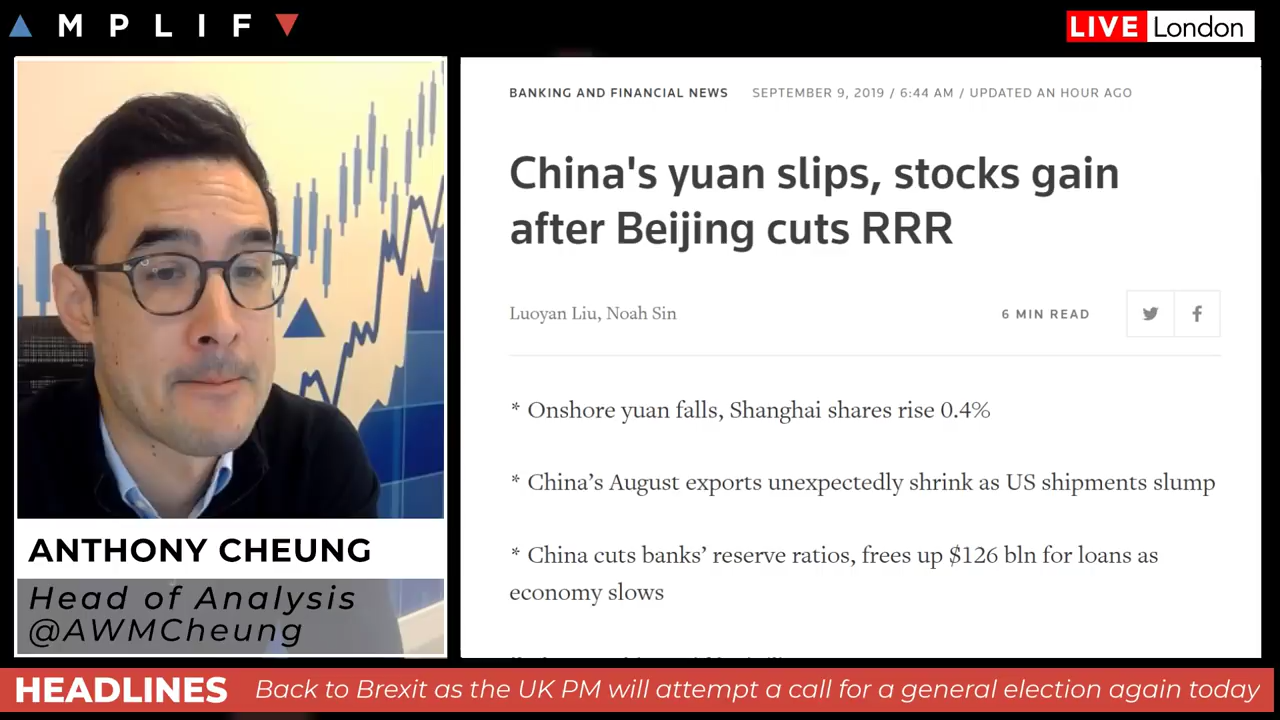 AMPLIFY
LIVE London
BANKING AND FINANCIAL NEWS SEPTEMBER 9, 2019 / 6:44 AM / UPDATED AN HOUR AGO
China's yuan slips, stocks gain
after Beijing cuts RRR
Luoyan Liu, Noah Sin
6 MIN READ
* Onshore yuan falls, Shanghai shares rise 0.4%
* China’s August exports unexpectedly shrink as US shipments slump
* China cuts banks’ reserve ratios, frees up $126 bln for loans as
economy slows
ANTHONY CHEUNG
Head of Analysis
@AWMCheung
HEADLINES Back to Brexit as the UK PM will attempt a call for a general election again today